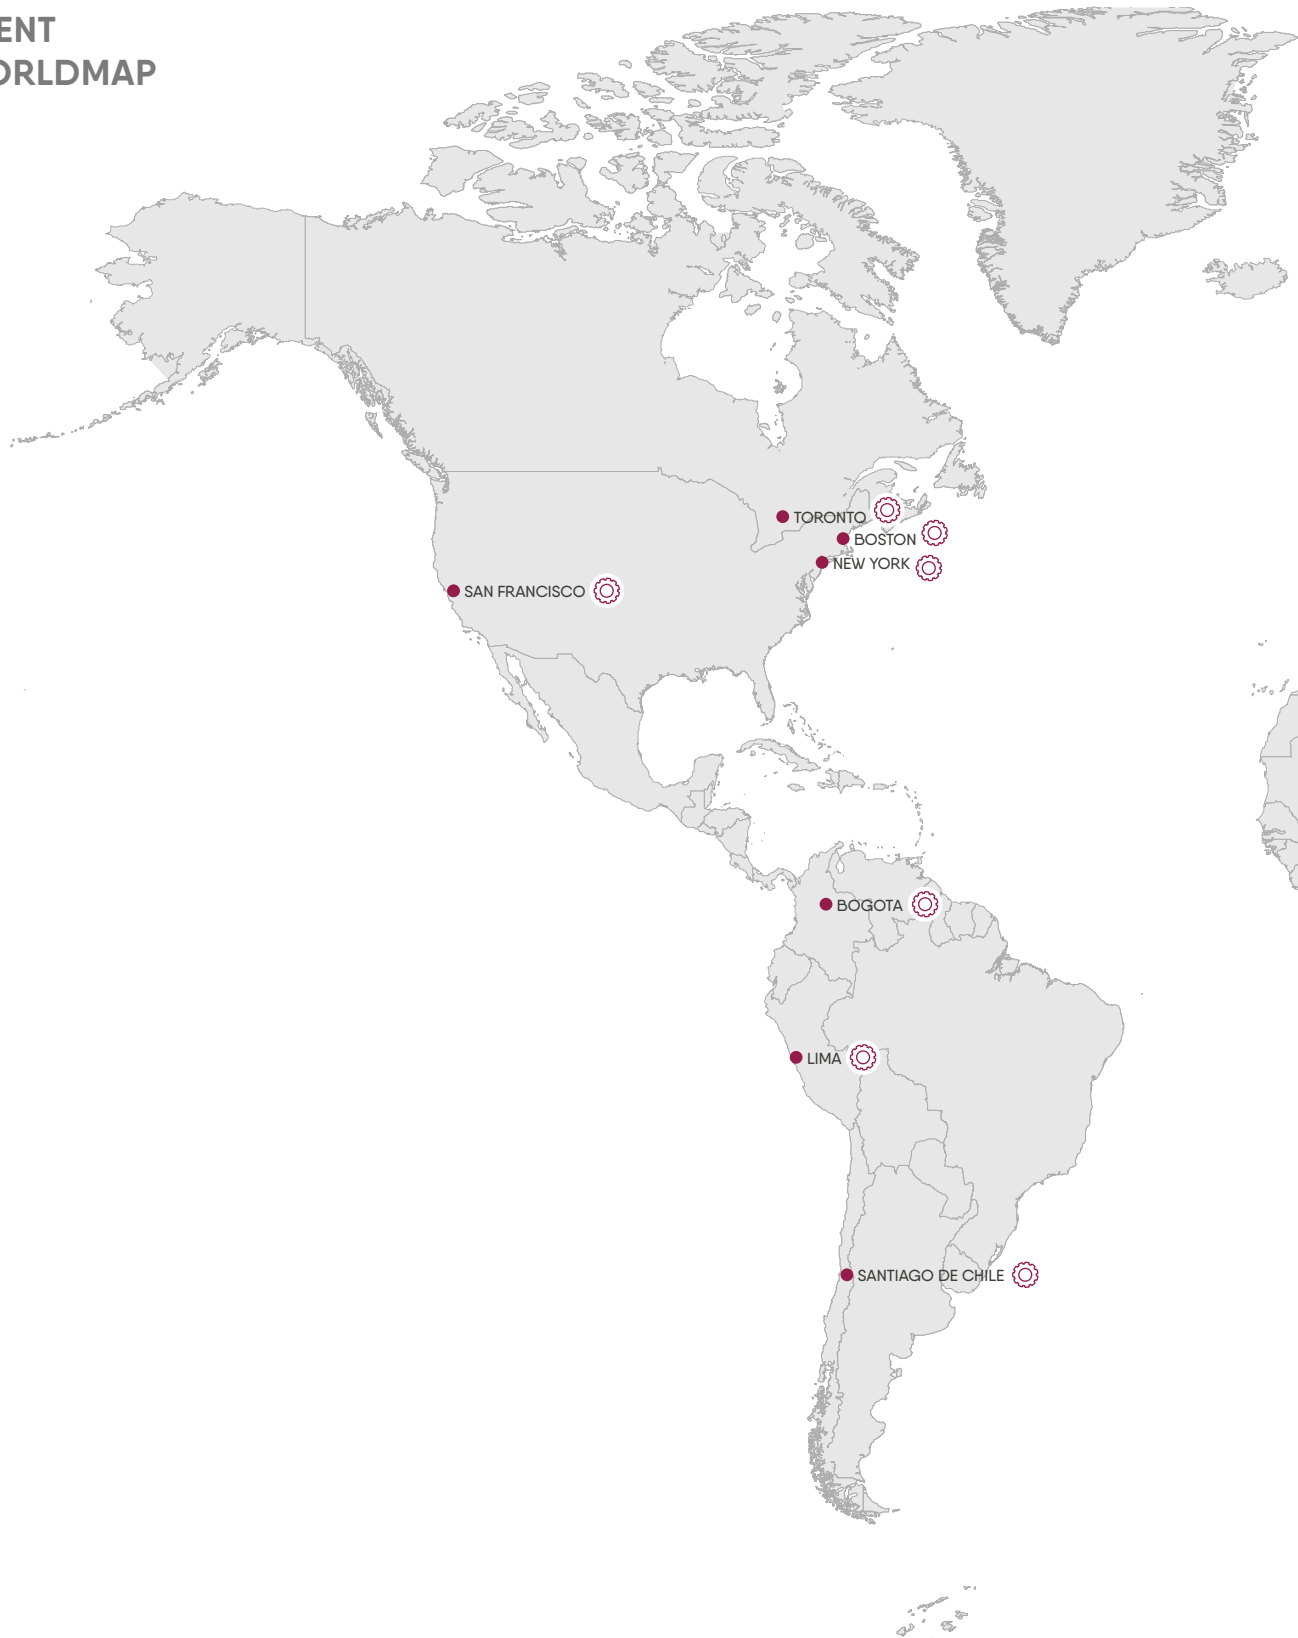 ENT
ORLDMAP
TORONTO
BOSTON
NEW YORK
SAN FRANCISCO
BOGOTA
LIMA
SANTIAGO DE CHILE